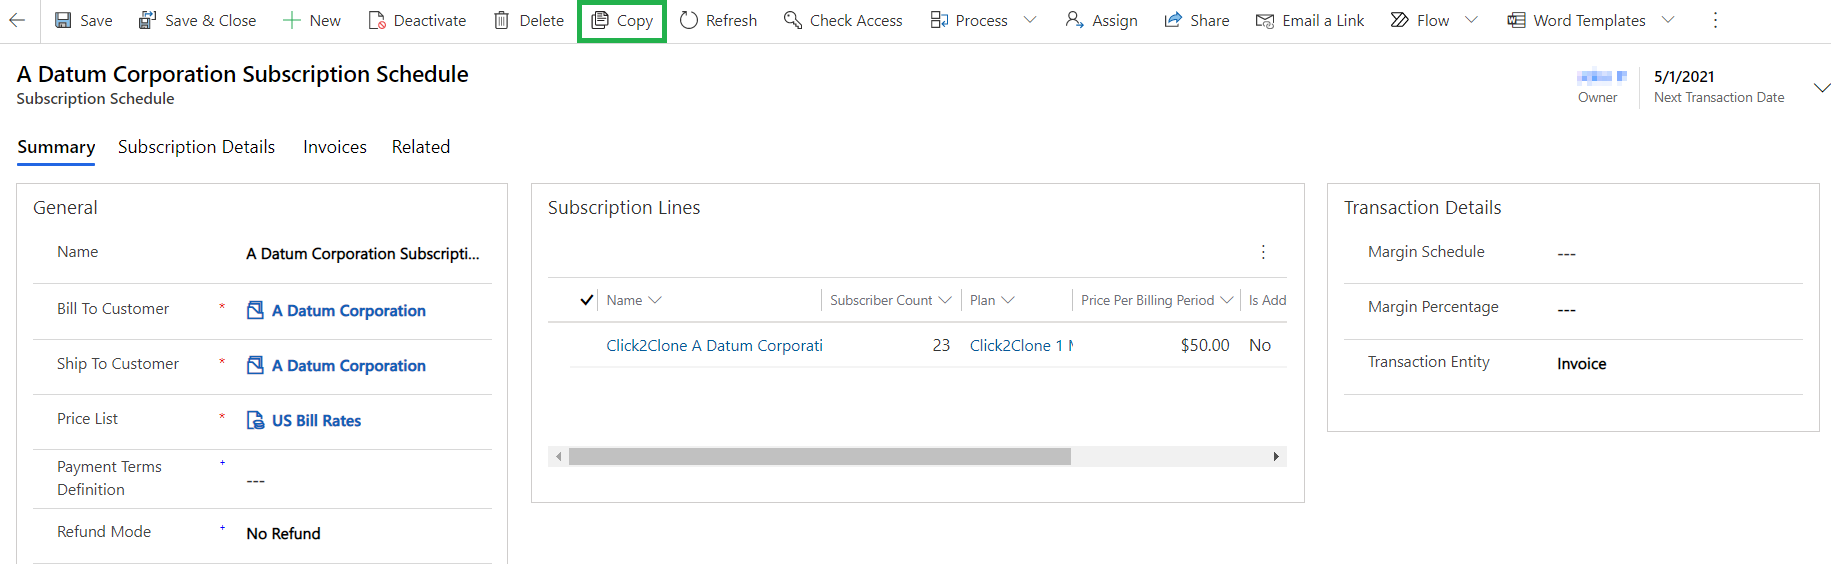 Save Save & Close New Deactivate Delete Copy Refresh Check Access Process Assign Share Email a Link Flow Word Templates
A Datum Corporation Subscription Schedule
Subscription Schedule
Owner
5/1/2021
Next Transaction Date
Summary Subscription Details Invoices Related
General
Name A Datum Corporation Subscripti...
Bill To Customer * A Datum Corporation
Ship To Customer * A Datum Corporation
Price List * US Bill Rates
Payment Terms
Definition + ---
Refund Mode + No Refund
Subscription Lines
Name Subscriber Count Plan Price Per Billing Period Is Add
Click2Clone A Datum Corporati 23 Click2Clone 1 $50.00 No
Transaction Details
Margin Schedule ---
Margin Percentage ---
Transaction Entity Invoice